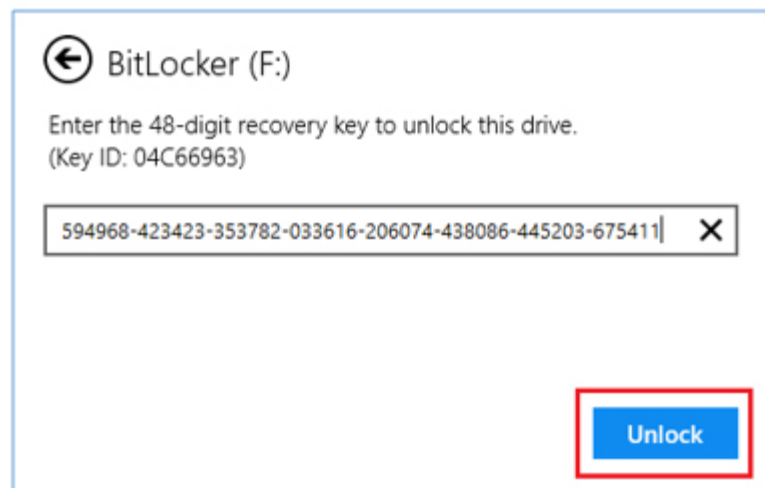 BitLocker (F:)
Enter the 48-digit recovery key to unlock this drive.
(Key ID: 04C66963)
594968-423423-353782-033616-206074-438086-445203-675411
Unlock